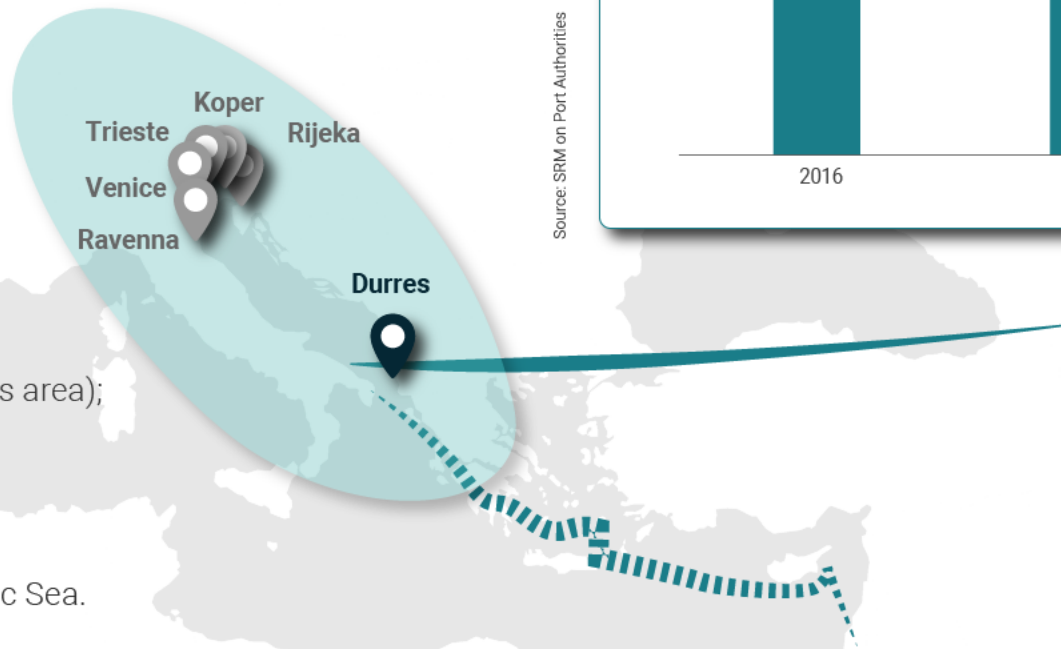 Koper
Trieste
Rijeka
Venice
Ravenna
Durres
s area);
c Sea.
Source: SRM on Port Authorities
2016